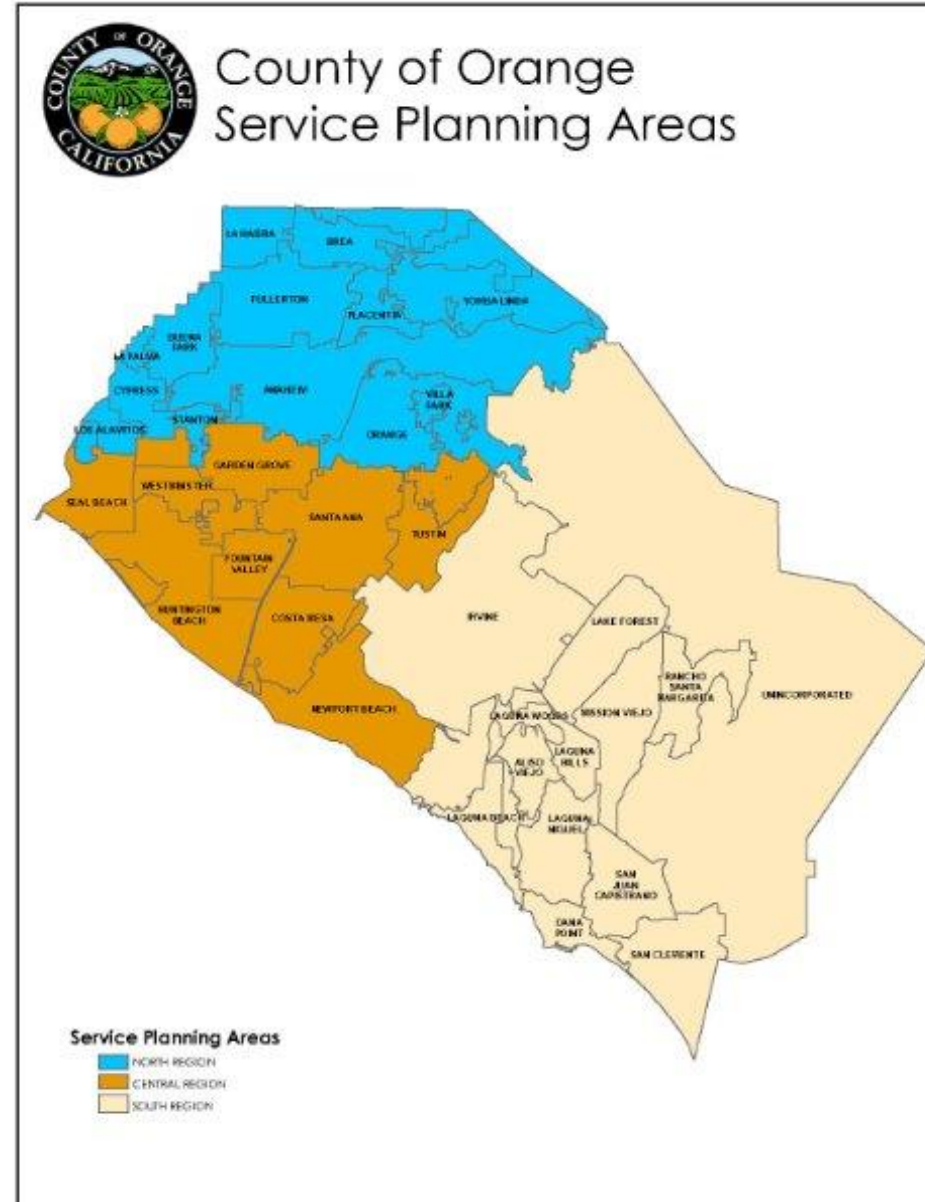 COUNTY OF ORANGE
CALIFORNIA
County of Orange
Service Planning Areas
LA HABRA
BREA
FULLERTON
PLACENTIA
YORBA LINDA
BUENA
PARK
LA PALMA
CYPRESS
ANAHEIM
VILLA
PARK
STANTON
LOS ALAMITOS
ORANGE
GARDEN GROVE
WESTMINSTER
SEAL BEACH
SANTA ANA
TUSTIN
FOUNTAIN
VALLEY
HUNTINGTON
BEACH
COSTA MESA
IRVINE
LAKE FOREST
RANCHO
SANTA
MARGARITA
UNINCORPORATED
NEWPORT BEACH
LAGUNA WOODS
MISSION VIEJO
LAGUNA
HILLS
ALISO
VIEJO
LAGUNA BEACH
LAGUNA
NIGUEL
SAN
JUAN
CAPISTRANO
DANA
POINT
SAN CLEMENTE
Service Planning Areas
NORTH REGION
CENTRAL REGION
SOUTH REGION